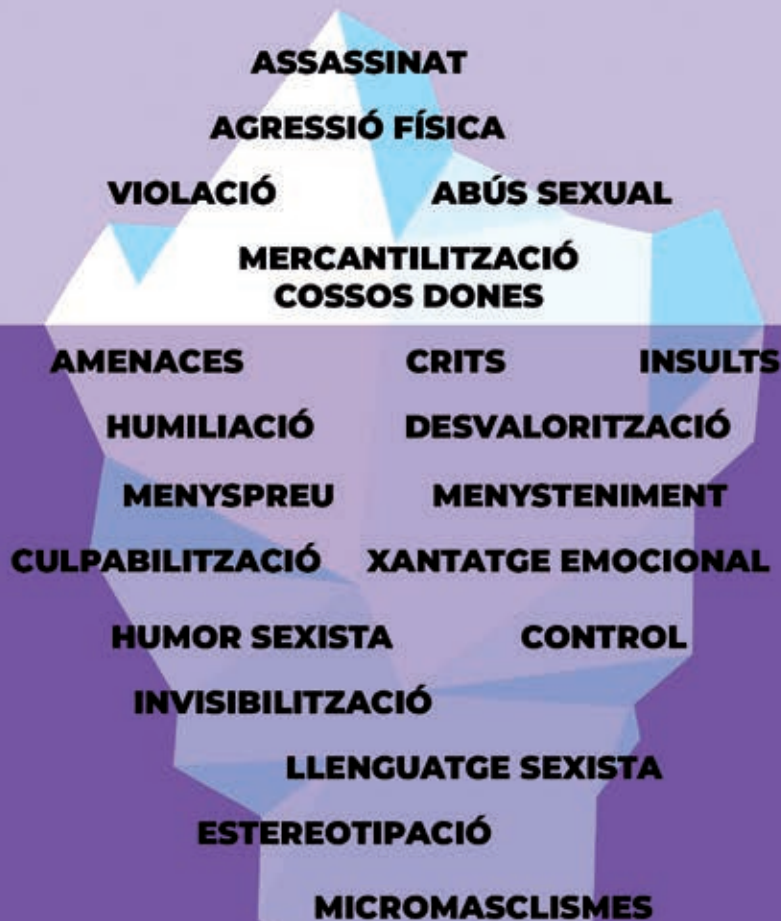 ASSASSINAT
AGRESSIÓ FÍSICA
VIOLACIÓ ABÚS SEXUAL
MERCANTILITZACIÓ
COSSOS DONES
AMENACES CRITS INSULTS
HUMILIACIÓ DESVALORITZACIÓ
MENYSPREU MENYSTENIMENT
CULPABILITZACIÓ XANTATGE EMOCIONAL
HUMOR SEXISTA CONTROL
INVISIBILITZACIÓ
LLENGUATGE SEXISTA
ESTEREOTIPACIÓ
MICROMASCLISMES